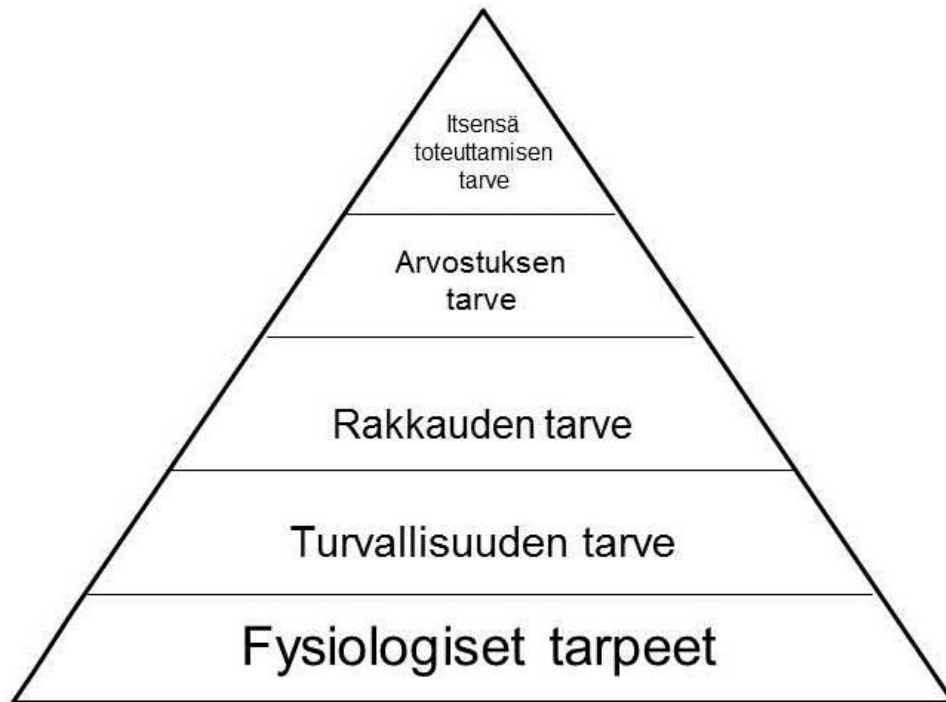 Itsensä
toteuttamisen
tarve
Arvostuksen
tarve
Rakkauden tarve
Turvallisuuden tarve
Fysiologiset tarpeet